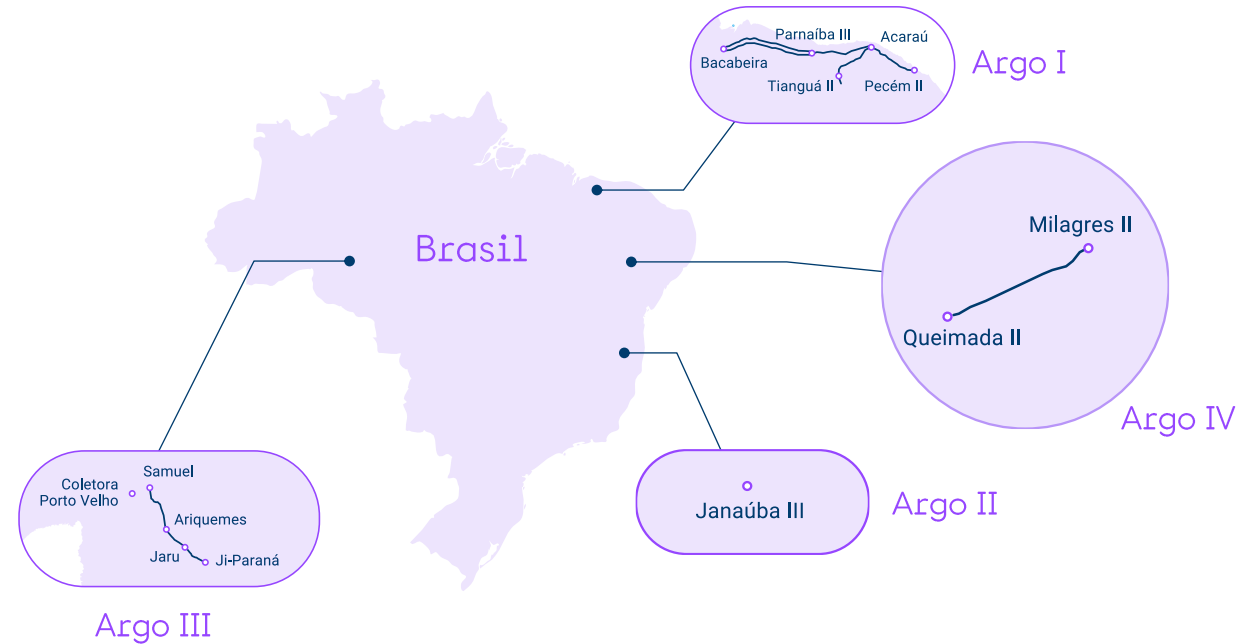 Parnaíba III
Acaraú
Bacabeira
Tianguá II
Pecém II
Argo I
Brasil
Milagres II
Queimada II
Argo IV
Samuel
Coletora
Porto Velho
Ariquemes
Jaru
Ji-Paraná
Argo III
Janaúba III
Argo II